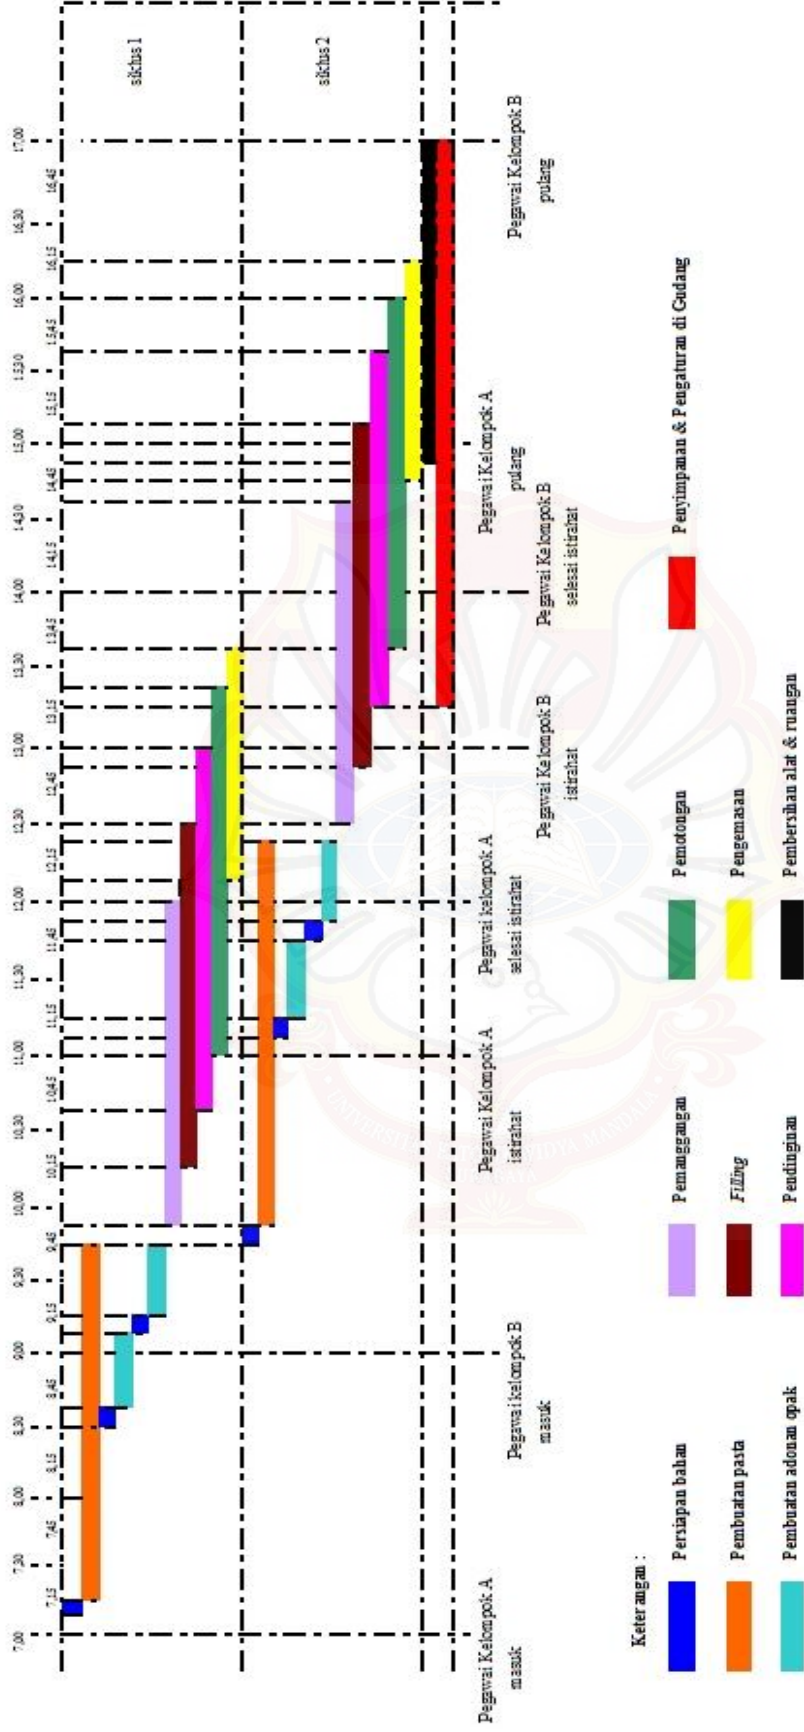 7,00
7,15
7,30
7,45
8,00
8,15
8,30
8,45
9,00
9,15
9,30
9,45
10,00
10,15
10,30
10,45
11,00
11,15
11,30
11,45
12,00
12,15
12,30
12,45
13,00
13,15
13,30
13,45
14,00
14,15
14,30
14,45
15,00
15,15
15,30
15,45
16,00
16,15
16,30
16,45
17,00
siklus 1
siklus 2
Pegawai Kelompok A
masuk
Pegawai kelompok B
masuk
Pegawai Kelompok A
istirahat
Pegawai kelompok A
selesai istirahat
Pegawai Kelompok B
istirahat
Pegawai Kelompok B
selesai istirahat
Pegawai Kelompok A
pulang
Pegawai Kelompok B
pulang
Keterangan :
Persiapan bahan
Pemanggangan
Pemotongan
Penyimpanan & Pengaturan di Gudang
Pembuatan pasta
Filling
Pengemasan
Pembuatan adonan opak
Pendinginan
Pembersihan alat & ruangan